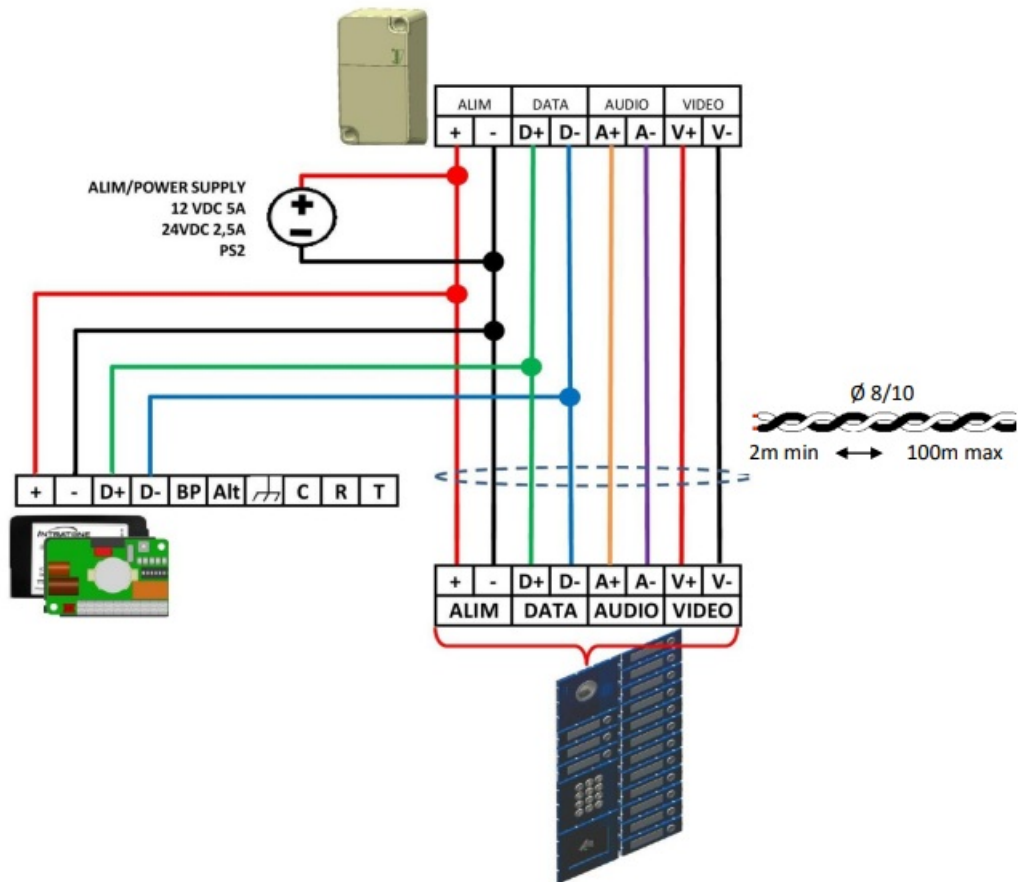 ALIM DATA AUDIO VIDEO
+ - D+ D- A+ A- V+ V-
ALIM/POWER SUPPLY
12 VDC 5A
24VDC 2,5A
PS2
+
-
Ø 8/10
2m min 100m max
+ - D+ D- BP Alt C R T
INTRATONE
+ - D+ D- A+ A- V+ V-
ALIM DATA AUDIO VIDEO